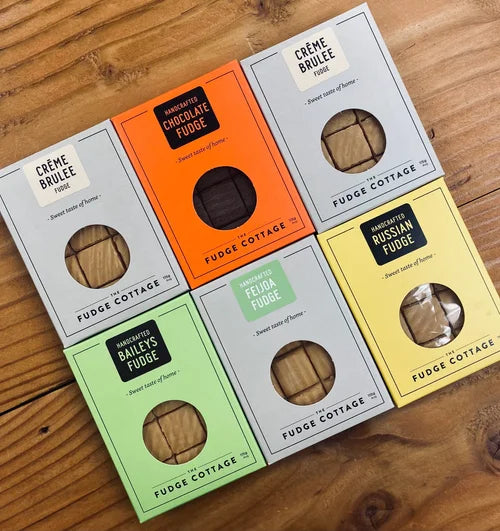 CRÈME
BRULEE
FUDGE
- Sweet taste of home -
THE
FUDGE COTTAGE
HANDCRAFTED
CHOCOLATE
FUDGE
- Sweet taste of home -
THE
FUDGE COTTAGE
CRÈME
BRULEE
FUDGE
- Sweet taste of home -
THE
FUDGE COTTAGE
HANDCRAFTED
BAILEYS
FUDGE
- Sweet taste of home -
THE
FUDGE COTTAGE
HANDCRAFTED
FEIJOA
FUDGE
Sweet taste of home -
THE
FUDGE COTTAGE
HANDCRAFTED
RUSSIAN
FUDGE
- Sweet taste of home -
THE
FUDGE COTTAGE